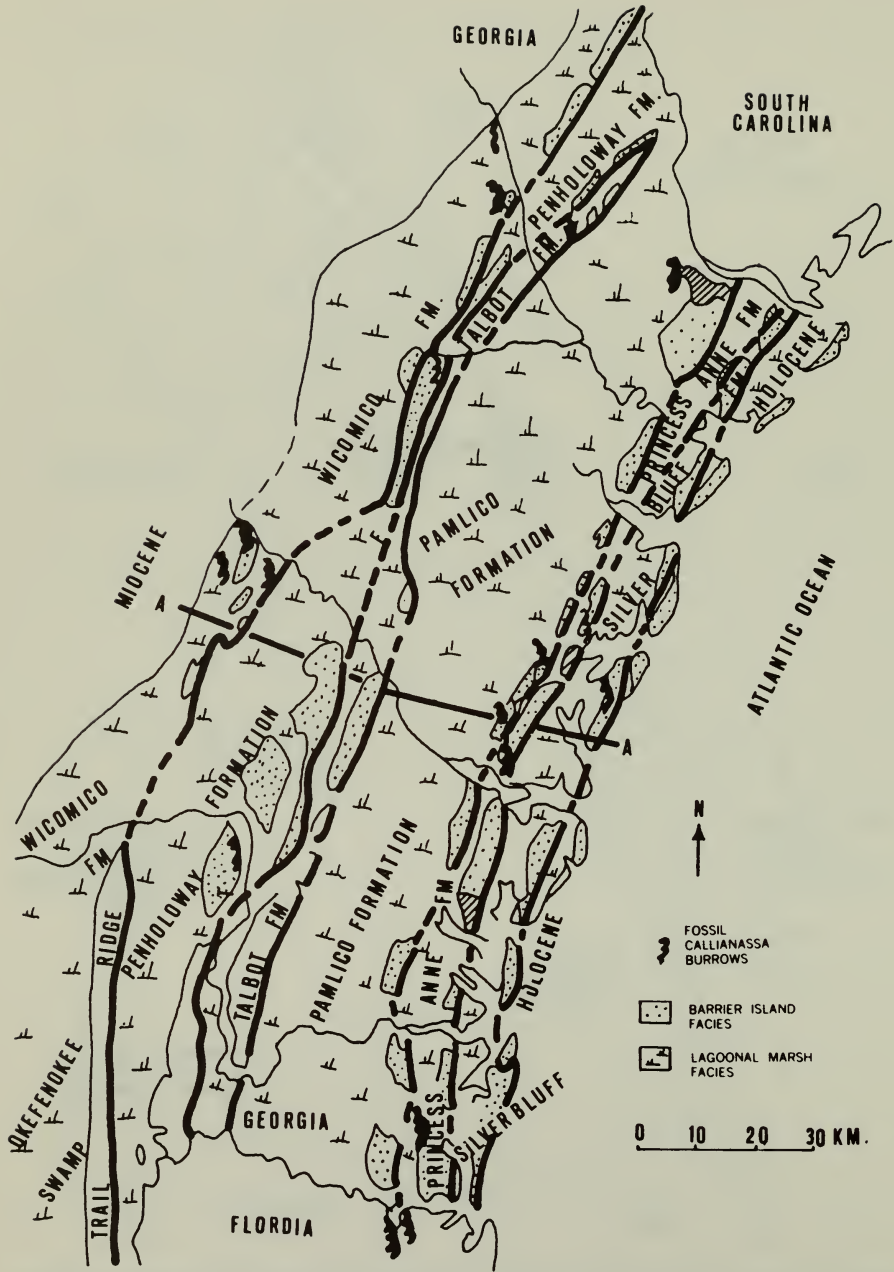 GEORGIA
SOUTH
CAROLINA
PENHOLOWAY FM.
TALBOT FM.
WICOMICO FM.
PRINCESS ANNE FM
SILVER BLUFF FM
HOLOCENE
PAMLICO
FORMATION
MIOCENE
A
A
ATLANTIC OCEAN
WICOMICO FM
PENHOLOWAY FORMATION
TALBOT FM
PAMLICO FORMATION
PRINCESS ANNE FM
HOLOCENE
SILVER BLUFF
OKEFENOKEE
SWAMP
TRAIL RIDGE
GEORGIA
FLORDIA
N
FOSSIL
CALLIANASSA
BURROWS
BARRIER ISLAND
FACIES
LAGOONAL MARSH
FACIES
0 10 20 30 KM.